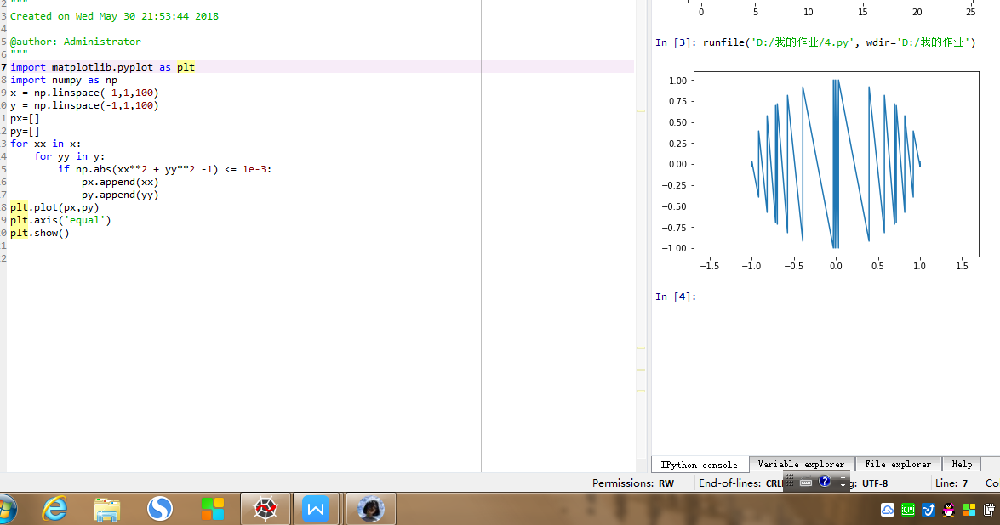 2 """
3 Created on Wed May 30 21:53:44 2018
4
5 @author: Administrator
6 """
7 import matplotlib.pyplot as plt
8 import numpy as np
9 x = np.linspace(-1,1,100)
0 y = np.linspace(-1,1,100)
1 px=[]
2 py=[]
3 for xx in x:
4     for yy in y:
5         if np.abs(xx**2 + yy**2 -1) <= 1e-3:
6             px.append(xx)
7             py.append(yy)
8 plt.plot(px,py)
9 plt.axis('equal')
0 plt.show()
1
2
0 5 10 15 20 25
In [3]: runfile('D:/我的作业/4.py', wdir='D:/我的作业')
1.00
0.75
0.50
0.25
0.00
−0.25
−0.50
−0.75
−1.00
−1.5 −1.0 −0.5 0.0 0.5 1.0 1.5
In [4]:
IPython console Variable explorer File explorer Help
Permissions: RW End-of-lines: CRL g: UTF-8 Line: 7 Co